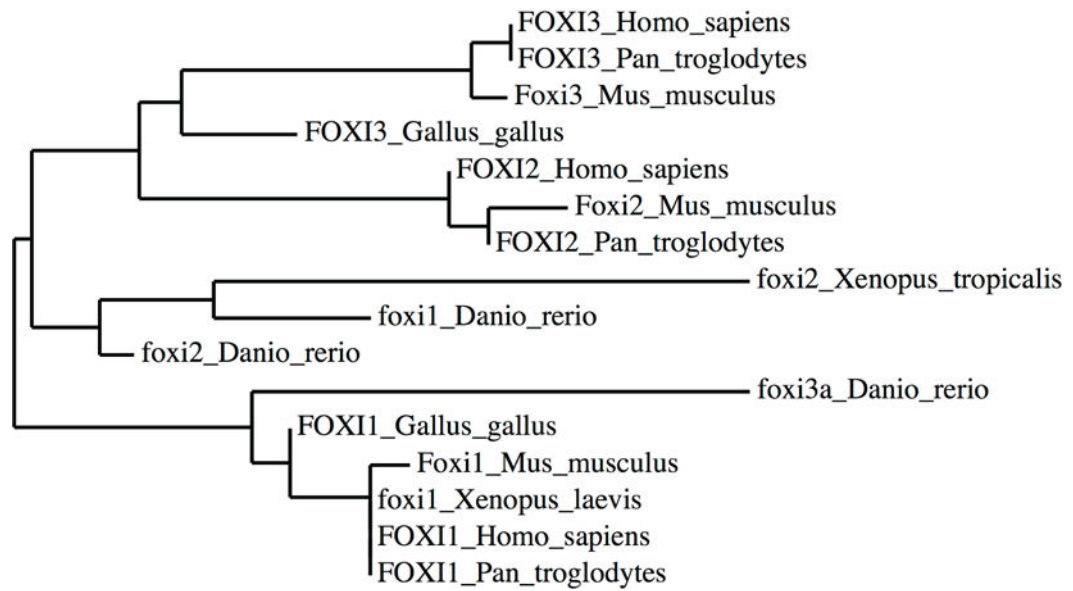 FOXI3_Homo_sapiens
FOXI3_Pan_troglodytes
Foxi3_Mus_musculus
FOXI3_Gallus_gallus
FOXI2_Homo_sapiens
Foxi2_Mus_musculus
FOXI2_Pan_troglodytes
foxi2_Xenopus_tropicalis
foxi1_Danio_rerio
foxi2_Danio_rerio
foxi3a_Danio_rerio
FOXI1_Gallus_gallus
Foxi1_Mus_musculus
foxi1_Xenopus_laevis
FOXI1_Homo_sapiens
FOXI1_Pan_troglodytes